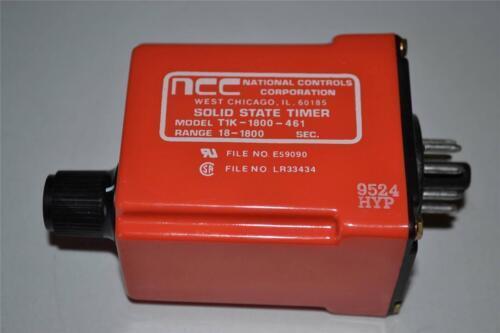 ncc NATIONAL CONTROLS
CORPORATION
WEST CHICAGO, IL, 60185
SOLID STATE TIMER
MODEL T1K-1800-461
RANGE 18-1800 SEC.
FILE NO. E59090
FILE NO. LR33434
9524
HYP